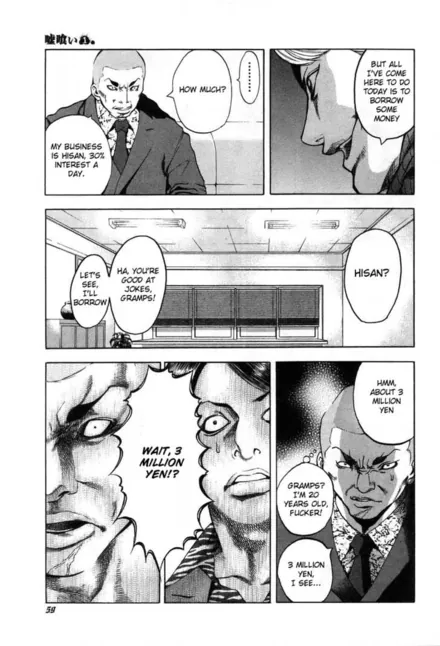 嘘喰い
BUT ALL
I'VE COME
HERE TO DO
TODAY IS TO
BORROW
SOME
MONEY
.........
HOW MUCH?
MY BUSINESS
IS HISAN, 30%
INTEREST A
DAY.
HISAN?
HA, YOU'RE
GOOD AT
JOKES,
GRAMPS!
LET'S
SEE,
I'LL
BORROW
HMM,
ABOUT 3
MILLION
YEN
GRAMPS?
I'M 20
YEARS OLD,
FUCKER!
3 MILLION
YEN,
I SEE...
WAIT, 3
MILLION
YEN!?
59